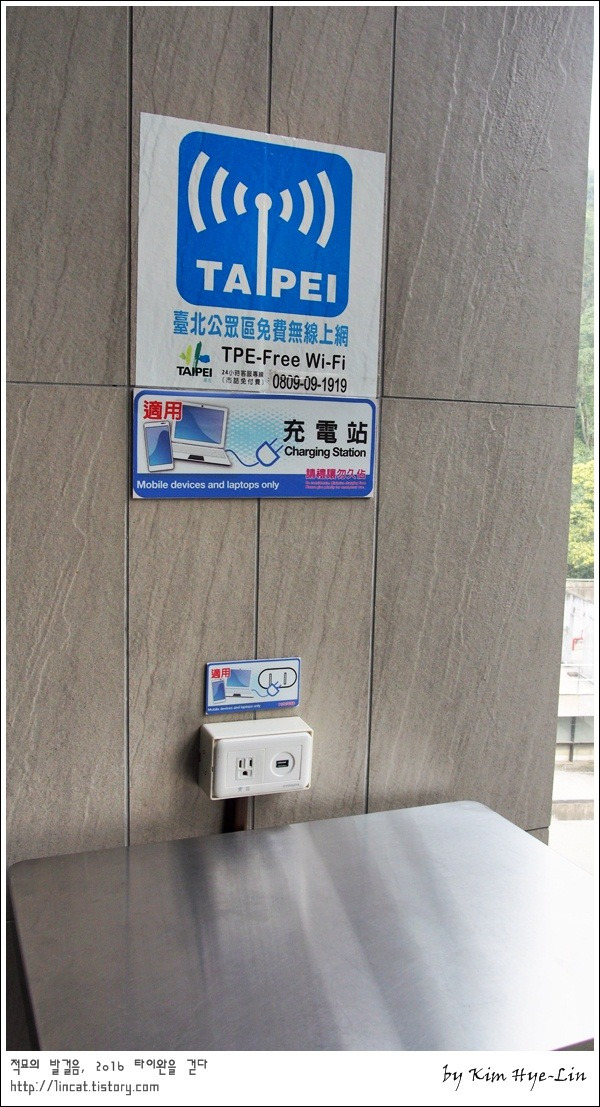 TAIPEI
臺北公眾區免費無線上網
TAIPEI
TPE-Free Wi-Fi
24小時客服專線
(市話免付費)
0809-09-1919
適用
充電站
Charging Station
Mobile devices and laptops only
請禮讓勿久佔
適用
Mobile devices and laptops only
적묘의 발걸음, 2016 타이완을 걷다
http://lincat.tistory.com
by Kim Hye-Lin